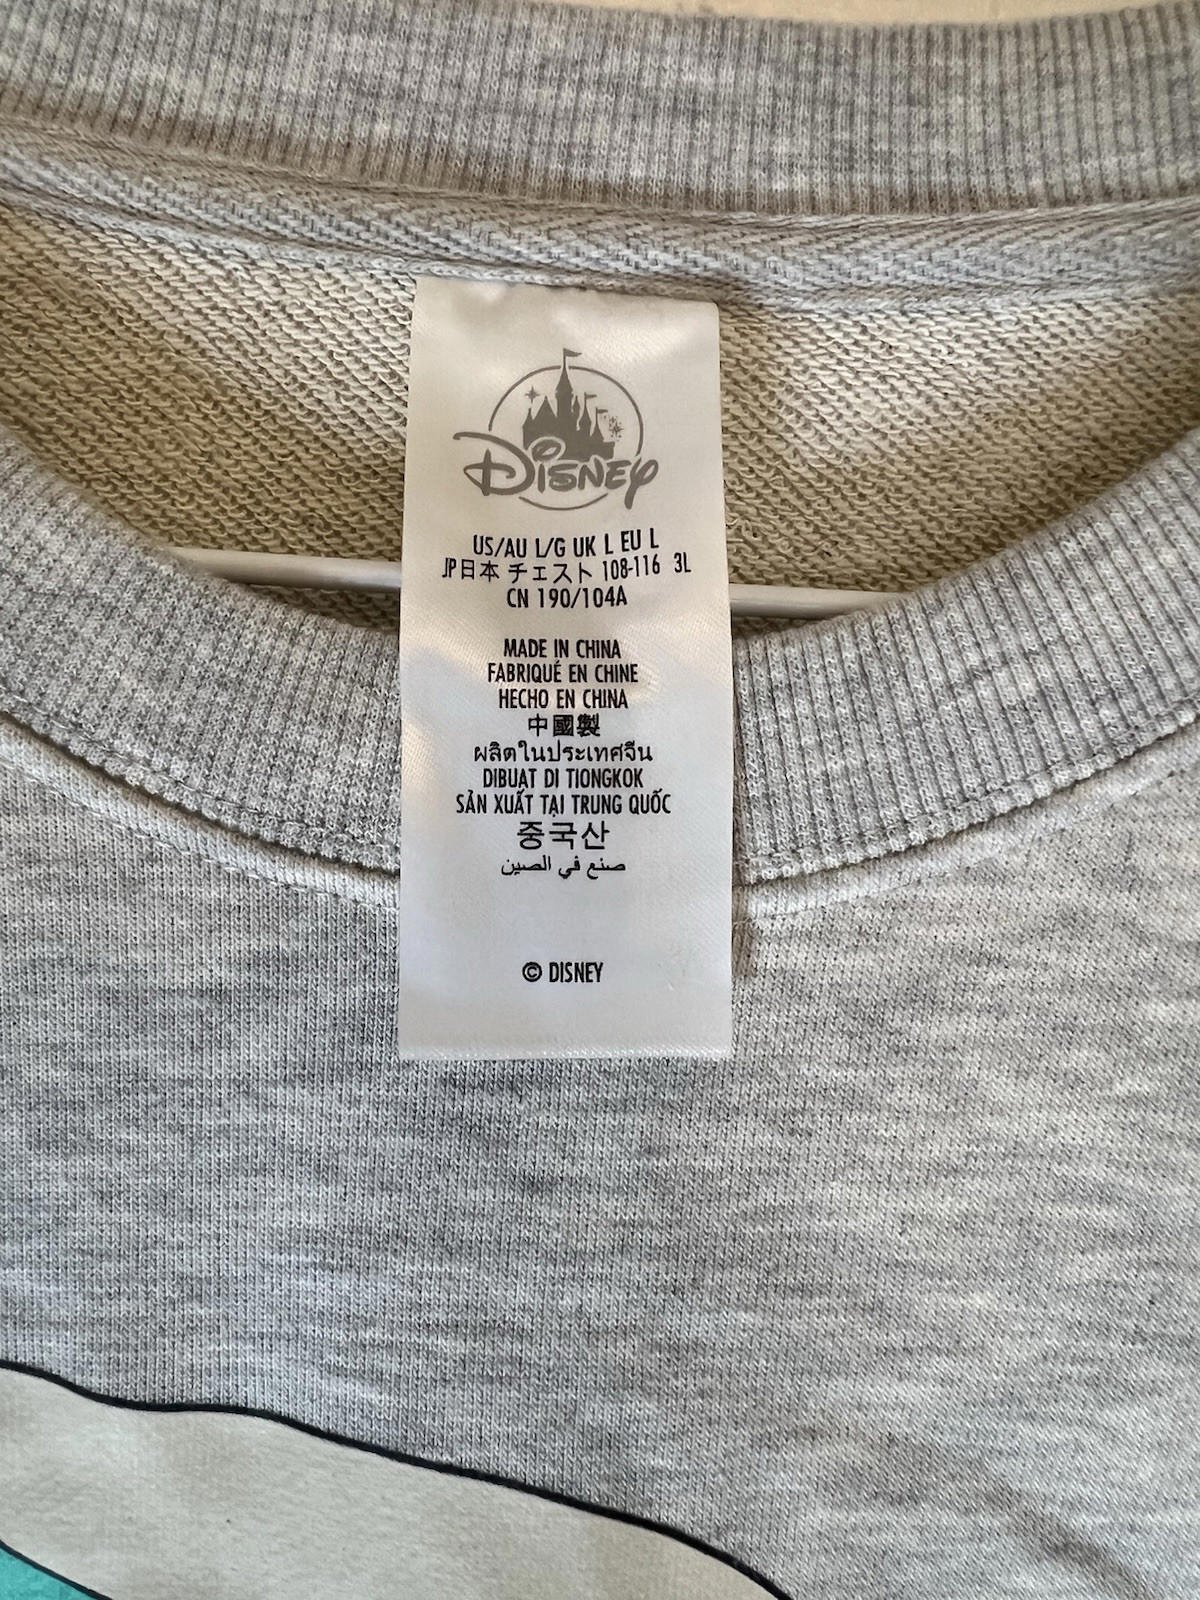 DISNEY
US/AU L/G UK L EU L
JP日本 チェスト 108-116 3L
CN 190/104A
MADE IN CHINA
FABRIQUÉ EN CHINE
HECHO EN CHINA
中國製
ผลิตในประเทศจีน
DIBUAT DI TIONGKOK
SẢN XUẤT TẠI TRUNG QUỐC
중국산
صنع في الصين
© DISNEY